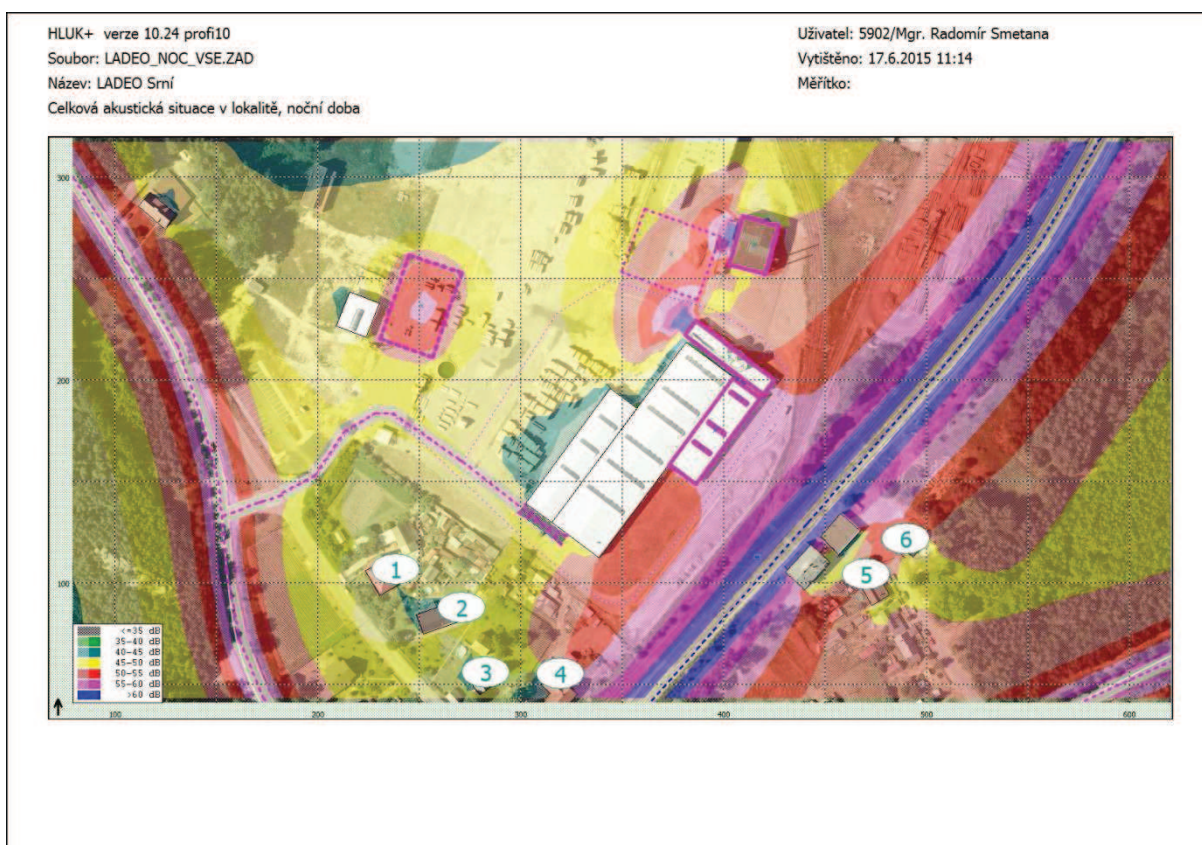 HLUK+ verze 10.24 profi10
Soubor: LADEO_NOC_VSE.ZAD
Název: LADEO Srní
Celková akustická situace v lokalitě, noční doba
Uživatel: 5902/Mgr. Radomír Smetana
Vytištěno: 17.6.2015 11:14
Měřítko:
300
200
100
1
2
3
4
5
6
<=35 dB
35-40 dB
40-45 dB
45-50 dB
50-55 dB
55-60 dB
>60 dB
100 200 300 400 500 600